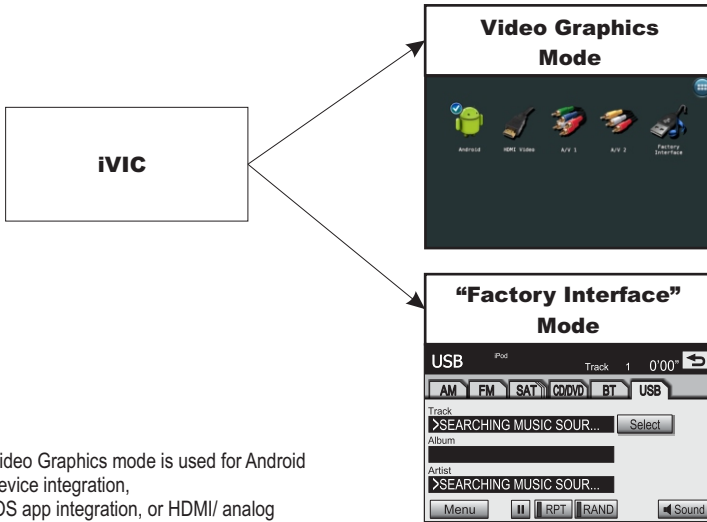 Video Graphics
Mode
Android
HDMI Video
A/V 1
A/V 2
Factory
Interface
iVIC
“Factory Interface”
Mode
USB iPod Track 1 0'00”
AM FM SAT CD/DVD BT USB
Track
>SEARCHING MUSIC SOUR... Select
Album
Artist
>SEARCHING MUSIC SOUR...
Menu II RPT RAND Sound
ideo Graphics mode is used for Android
evice integration,
OS app integration, or HDMI/ analog